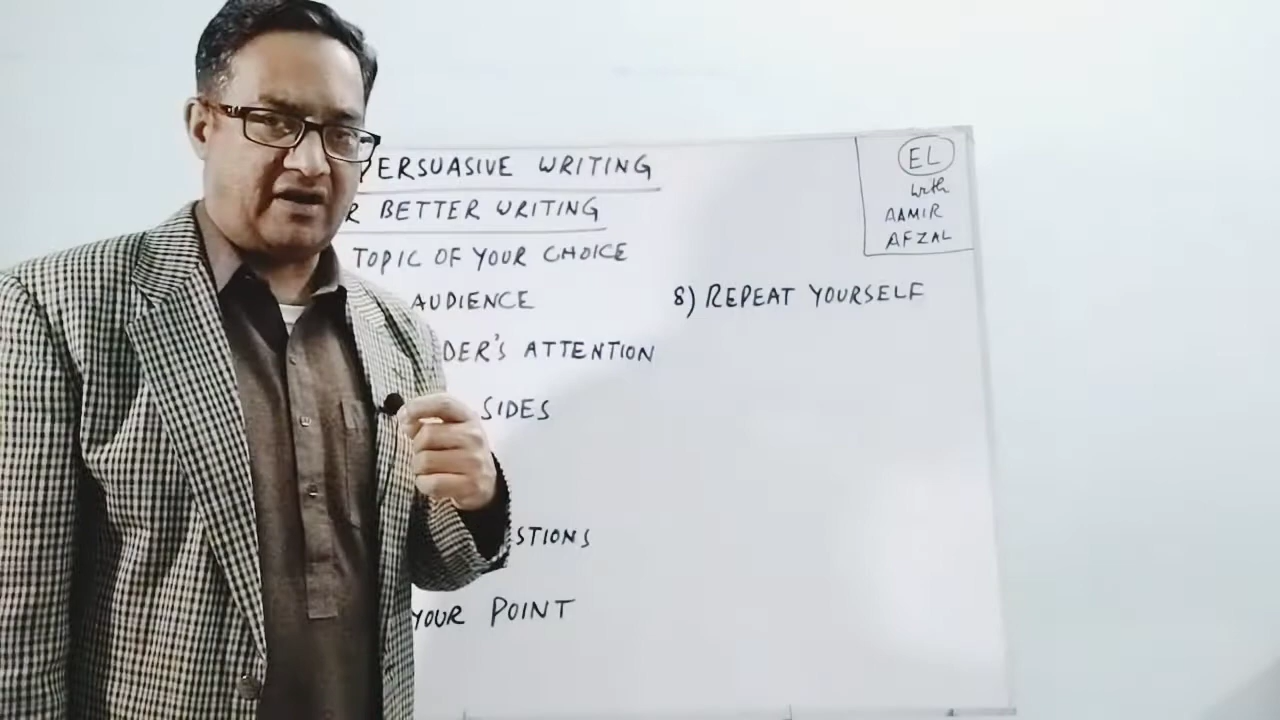 PERSUASIVE WRITING
R BETTER WRITING
TOPIC OF YOUR CHOICE
AUDIENCE
DER'S ATTENTION
SIDES
STIONS
YOUR POINT
8) REPEAT YOURSELF
EL
with
AAMIR
AFZAL